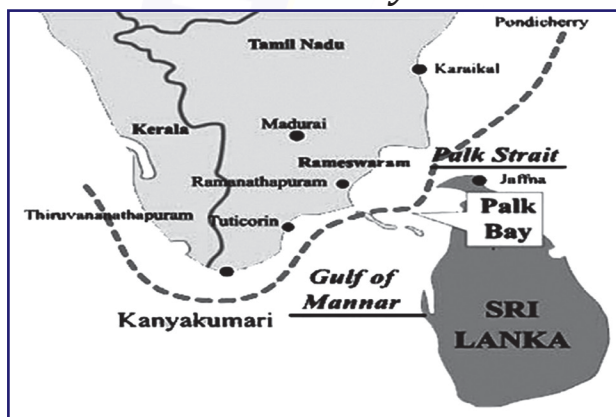 Pondicherry
Tamil Nadu
Karaikal
Madurai
Kerala
Rameswaram
Palk Strait
Ramanathapuram
Jaffna
Thiruvananathapuram
Tuticorin
Palk
Bay
Gulf of
Mannar
Kanyakumari
SRI
LANKA